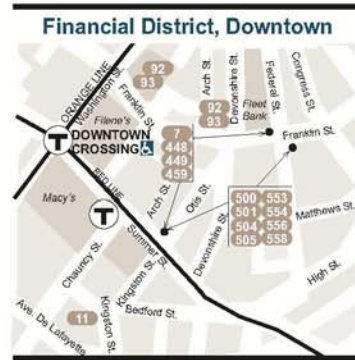 Financial District, Downtown
ORANGE LINE
Washington St.
92
93
Franklin St.
Arch St.
Devonshire St.
Federal St.
Congress St.
92
93
Fleet
Bank
Filene's
DOWNTOWN
CROSSING
T
7
448
449
459
Franklin St.
RED LINE
Macy's
T
Arch St.
Otis St.
500 553
501 554
504 556
505 558
Matthews St.
Devonshire St.
Summer St.
Chauncy St.
Kingston St.
High St.
Bedford St.
11
Kingston St.
Ave. De Lafayette